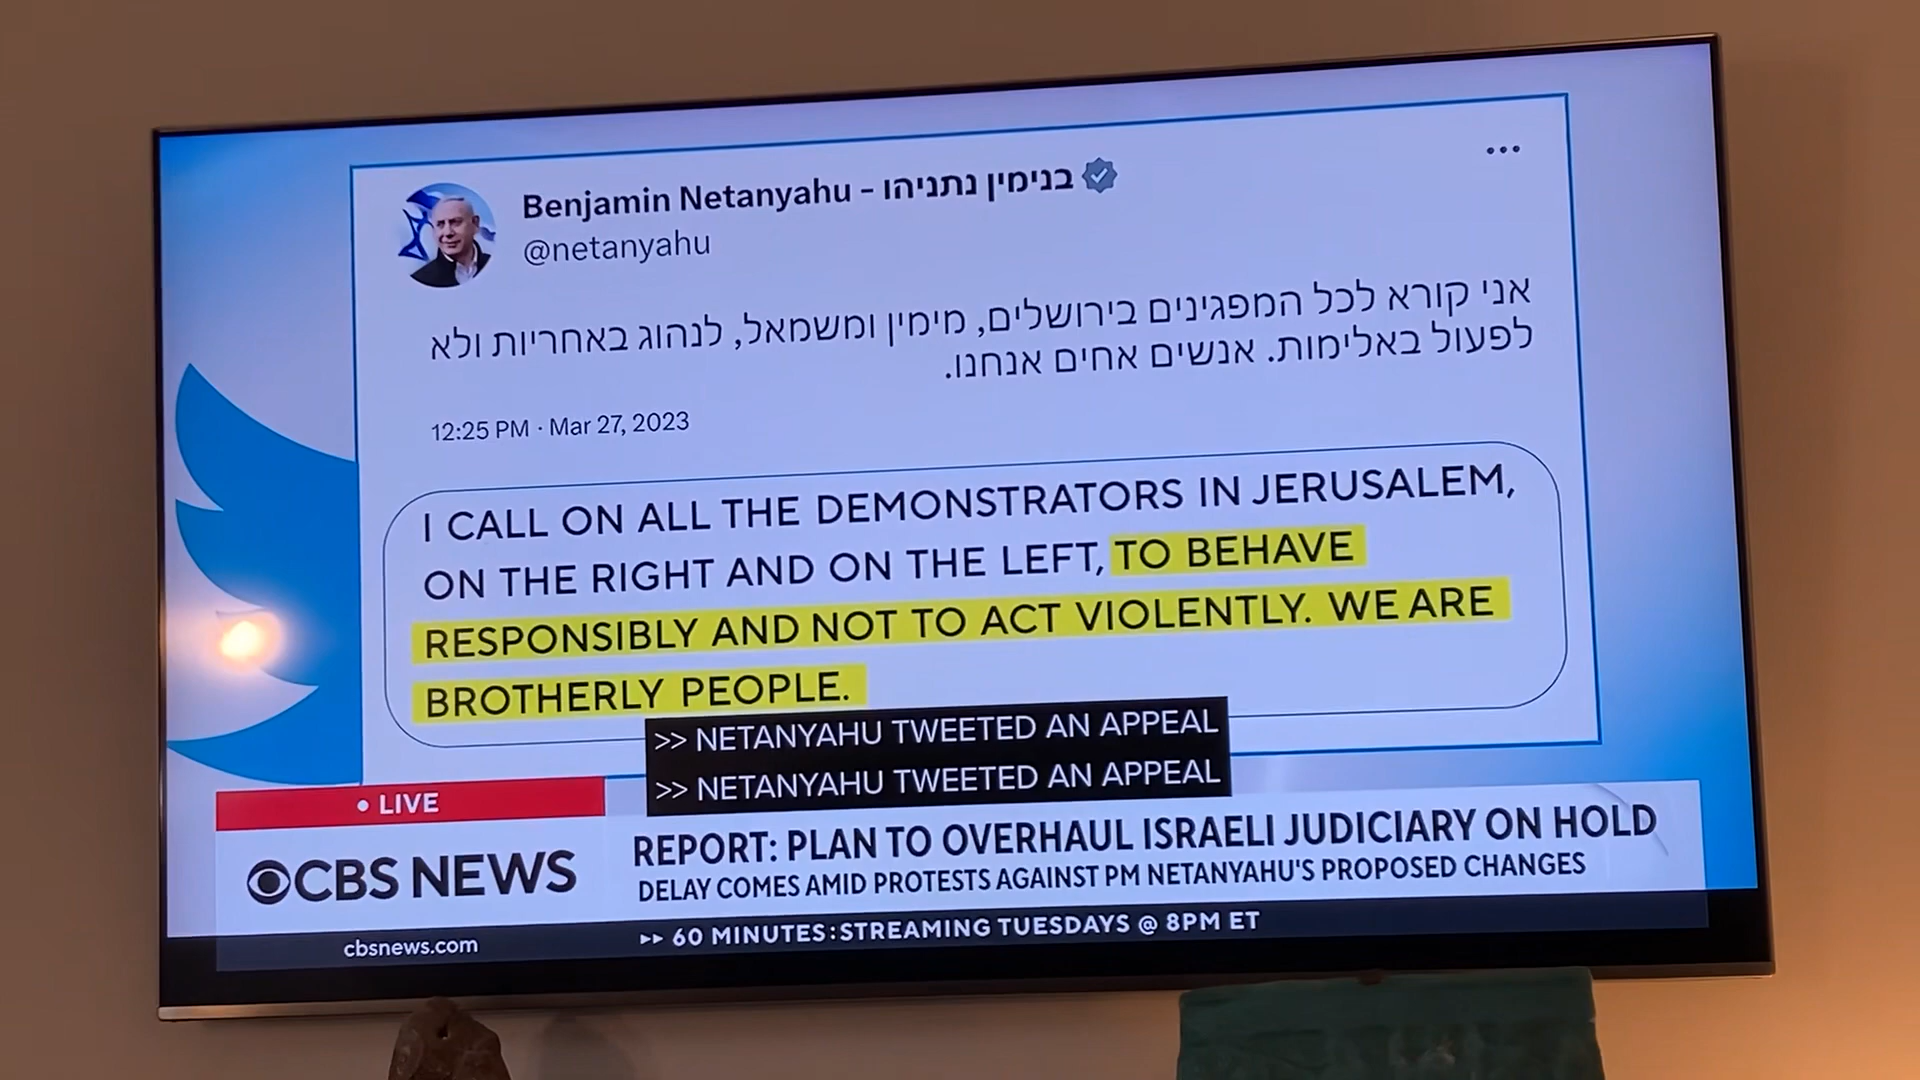 Benjamin Netanyahu - בנימין נתניהו
@netanyahu
אני קורא לכל המפגינים בירושלים, מימין ומשמאל, לנהוג באחריות ולא
לפעול באלימות. אנשים אחים אנחנו.
12:25 PM · Mar 27, 2023
I CALL ON ALL THE DEMONSTRATORS IN JERUSALEM,
ON THE RIGHT AND ON THE LEFT, TO BEHAVE
RESPONSIBLY AND NOT TO ACT VIOLENTLY. WE ARE
BROTHERLY PEOPLE.
>> NETANYAHU TWEETED AN APPEAL
>> NETANYAHU TWEETED AN APPEAL
• LIVE
CBS NEWS
REPORT: PLAN TO OVERHAUL ISRAELI JUDICIARY ON HOLD
DELAY COMES AMID PROTESTS AGAINST PM NETANYAHU'S PROPOSED CHANGES
cbsnews.com
60 MINUTES: STREAMING TUESDAYS @ 8PM ET